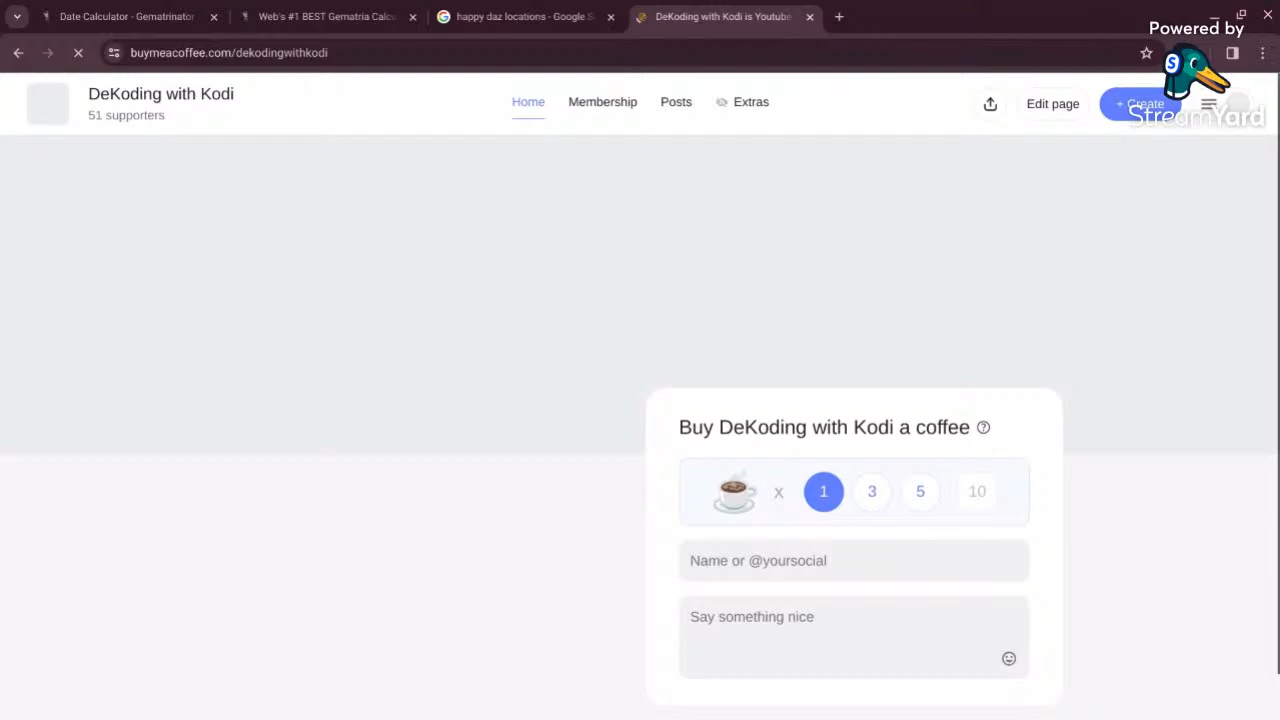 Date Calculator - Gematrinator
Web's #1 BEST Gematria Calcu
happy daz locations - Google S
DeKoding with Kodi is Youtube
Powered by
buymeacoffee.com/dekodingwithkodi
DeKoding with Kodi
51 supporters
Home
Membership
Posts
Extras
Edit page
+ Create
StreamYard
Buy DeKoding with Kodi a coffee
x
1
3
5
10
Name or @yoursocial
Say something nice